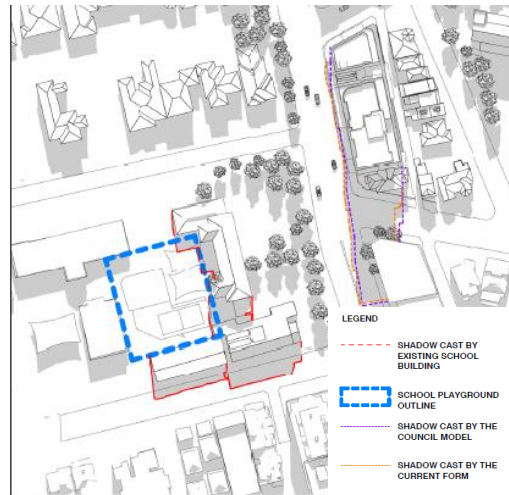 LEGEND
SHADOW CAST BY
EXISTING SCHOOL
BUILDING
SCHOOL PLAYGROUND
OUTLINE
SHADOW CAST BY THE
COUNCIL MODEL
SHADOW CAST BY THE
CURRENT FORM